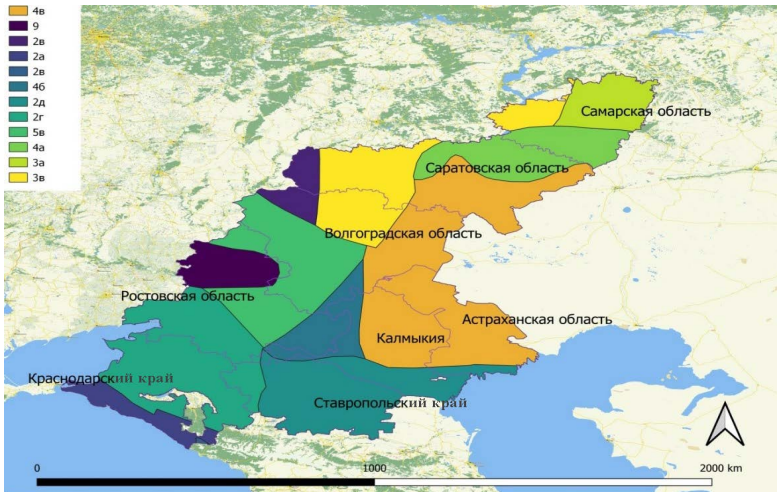 4в
9
2в
2а
2в
4б
2д
2г
5в
4а
3а
3в
Самарская область
Саратовская область
Волгоградская область
Ростовская область
Астраханская область
Калмыкия
Краснодарский край
Ставропольский край
0
1000
2000 km